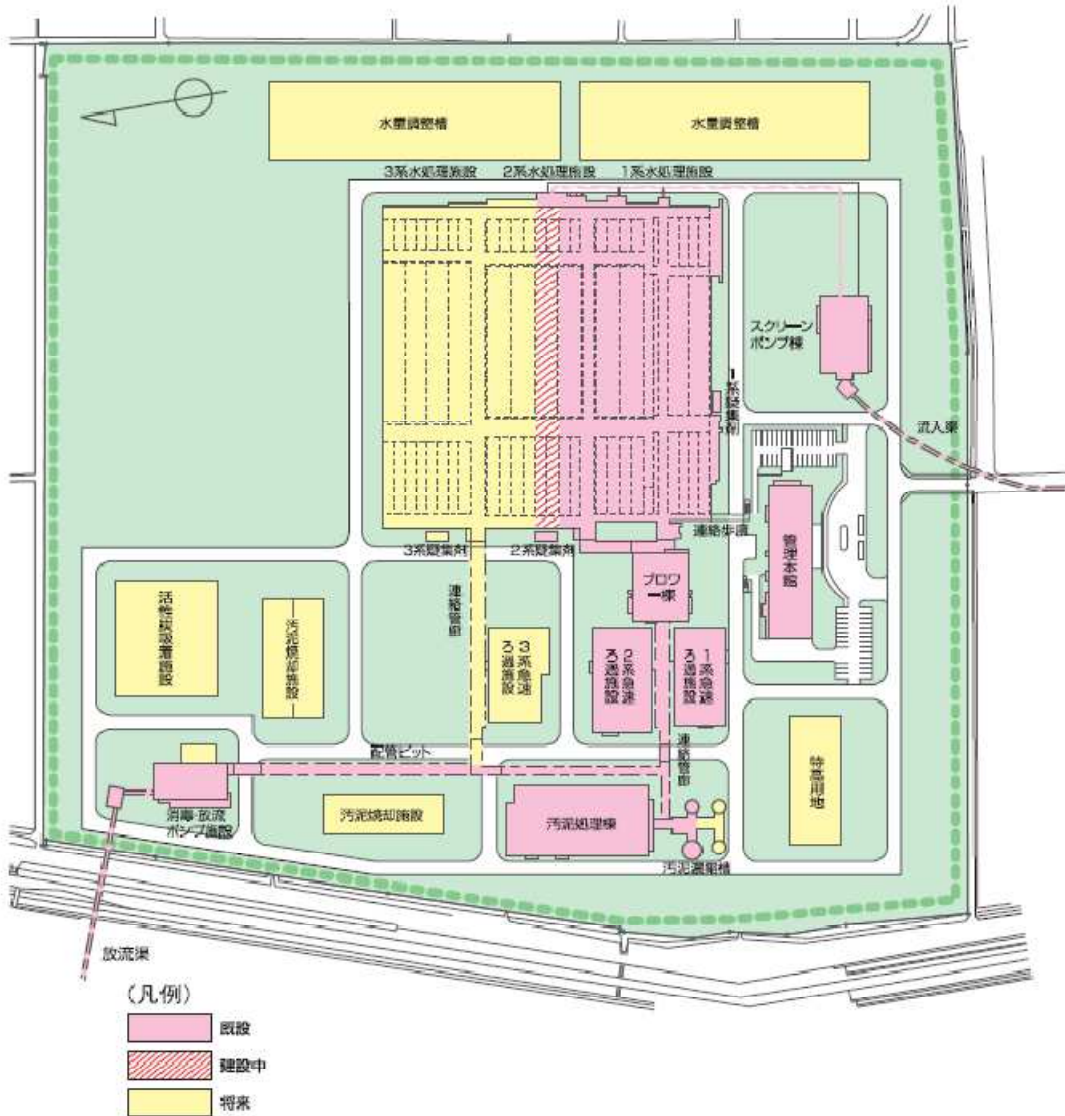 水量調整槽
水量調整槽
3系水処理施設
2系水処理施設
1系水処理施設
スクリーン
ポンプ棟
1系凝集剤
流入渠
連絡歩廊
管理本館
3系凝集剤
2系凝集剤
ブロワ
ー棟
連絡管廊
活性炭吸着施設
汚泥焼却施設
3系急速
ろ過施設
2系急速
ろ過施設
1系急速
ろ過施設
配管ピット
連絡管廊
特高用地
消毒・放流
ポンプ施設
汚泥焼却施設
汚泥処理棟
汚泥濃縮槽
放流渠
(凡例)
既設
建設中
将来